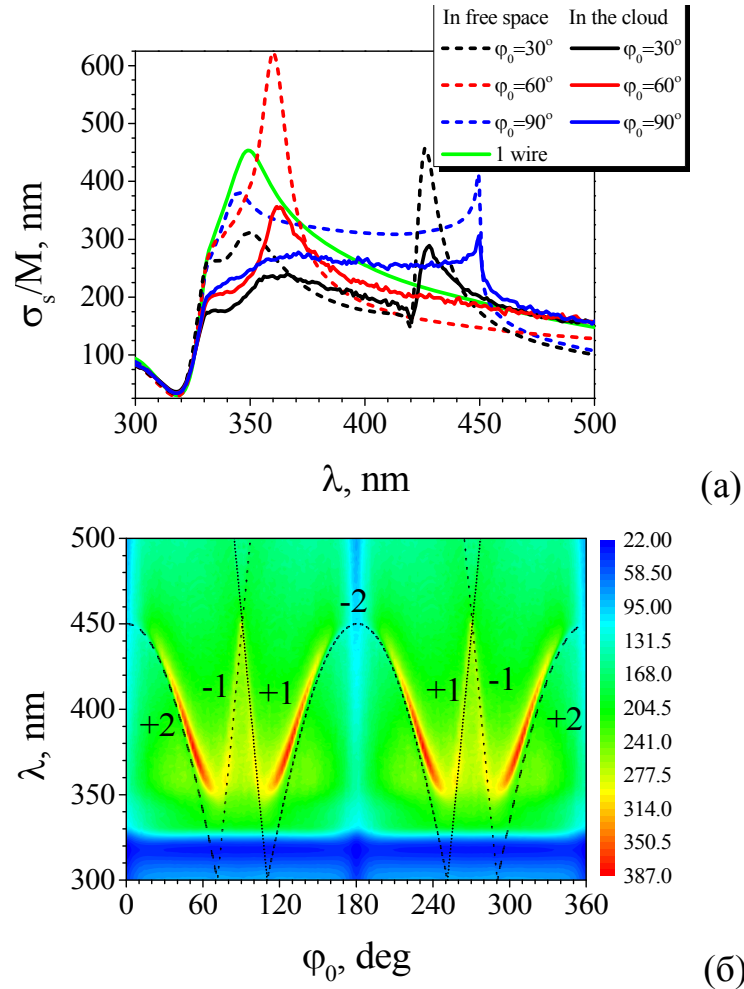 In free space In the cloud
φ₀=30° φ₀=30°
φ₀=60° φ₀=60°
φ₀=90° φ₀=90°
1 wire
σₛ/M, nm
600
500
400
300
200
100
300 350 400 450 500
λ, nm
(а)
λ, nm
500
450
400
350
300
-2
-1 +1 +1 -1
+2 +2
22.00
58.50
95.00
131.5
168.0
204.5
241.0
277.5
314.0
350.5
387.0
0 60 120 180 240 300 360
φ₀, deg
(б)